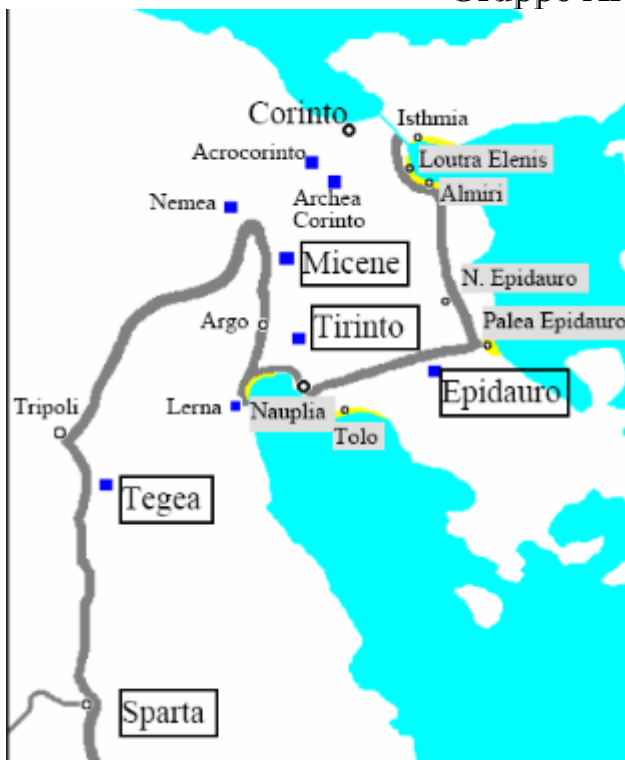 Corinto
Isthmia
Acrocorinto
Loutra Elenis
Archea
Corinto
Almiri
Nemea
Micene
N. Epidauro
Argo
Tirinto
Palea Epidauro
Epidauro
Tripoli
Lerna
Nauplia
Tolo
Tegea
Sparta